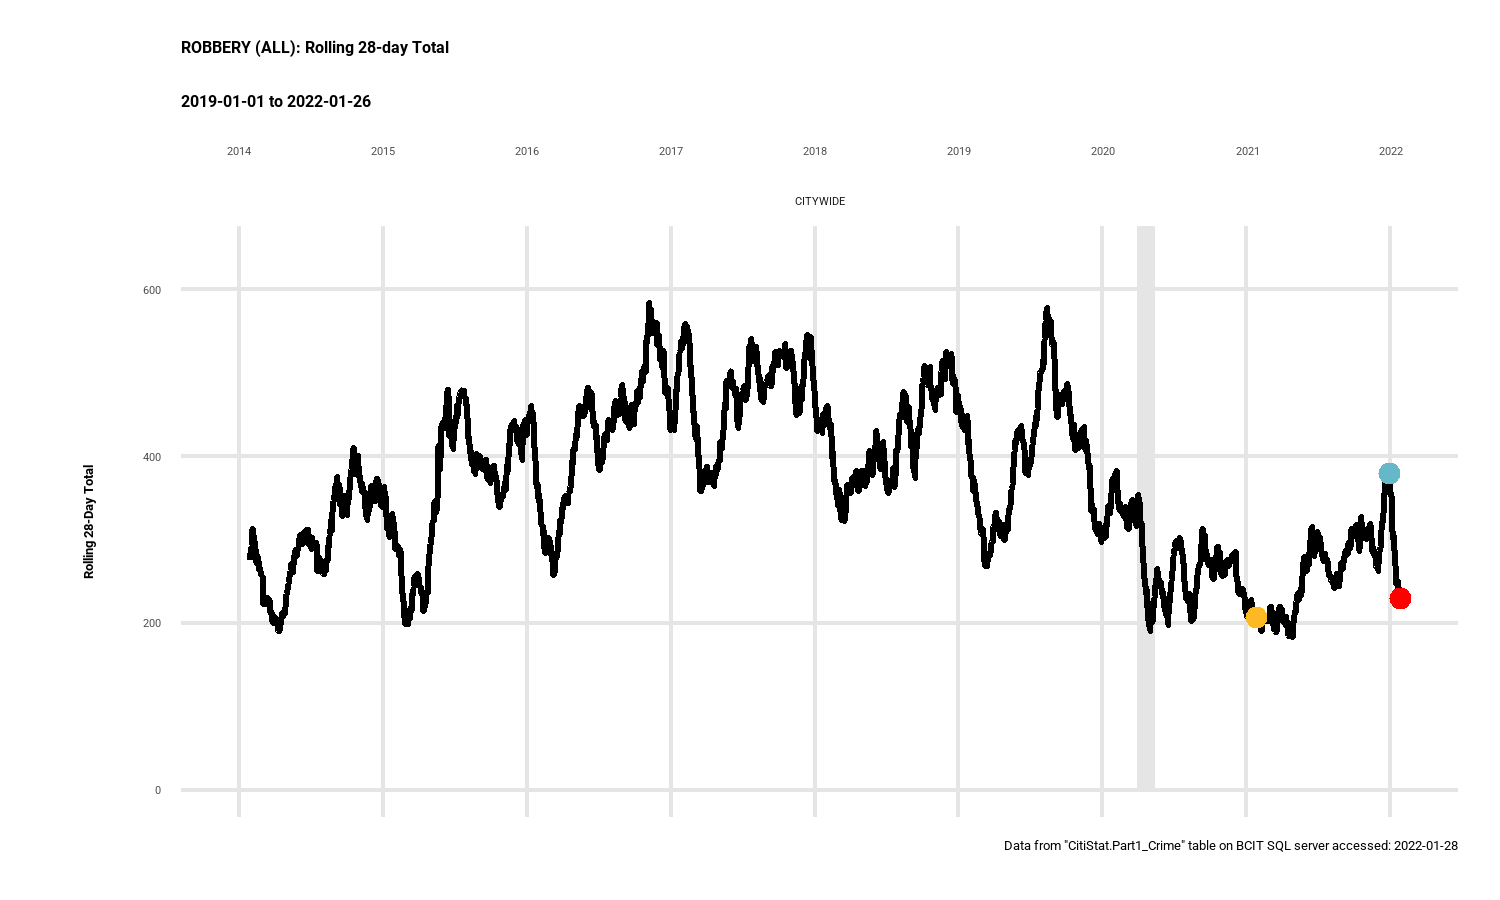 ROBBERY (ALL): Rolling 28-day Total
2019-01-01 to 2022-01-26
2014 2015 2016 2017 2018 2019 2020 2021 2022
CITYWIDE
Rolling 28-Day Total
600
400
200
0
Data from "CitiStat.Part1_Crime" table on BCIT SQL server accessed: 2022-01-28